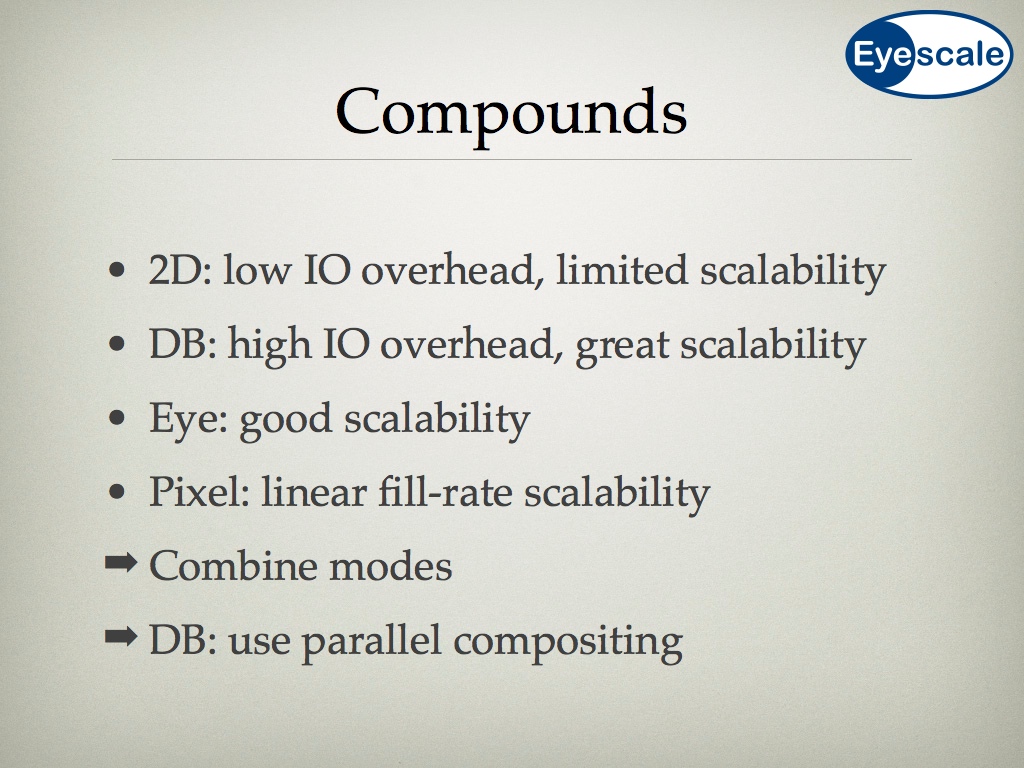 Eyescale
Compounds
• 2D: low IO overhead, limited scalability
• DB: high IO overhead, great scalability
• Eye: good scalability
• Pixel: linear fill-rate scalability
➡ Combine modes
➡ DB: use parallel compositing